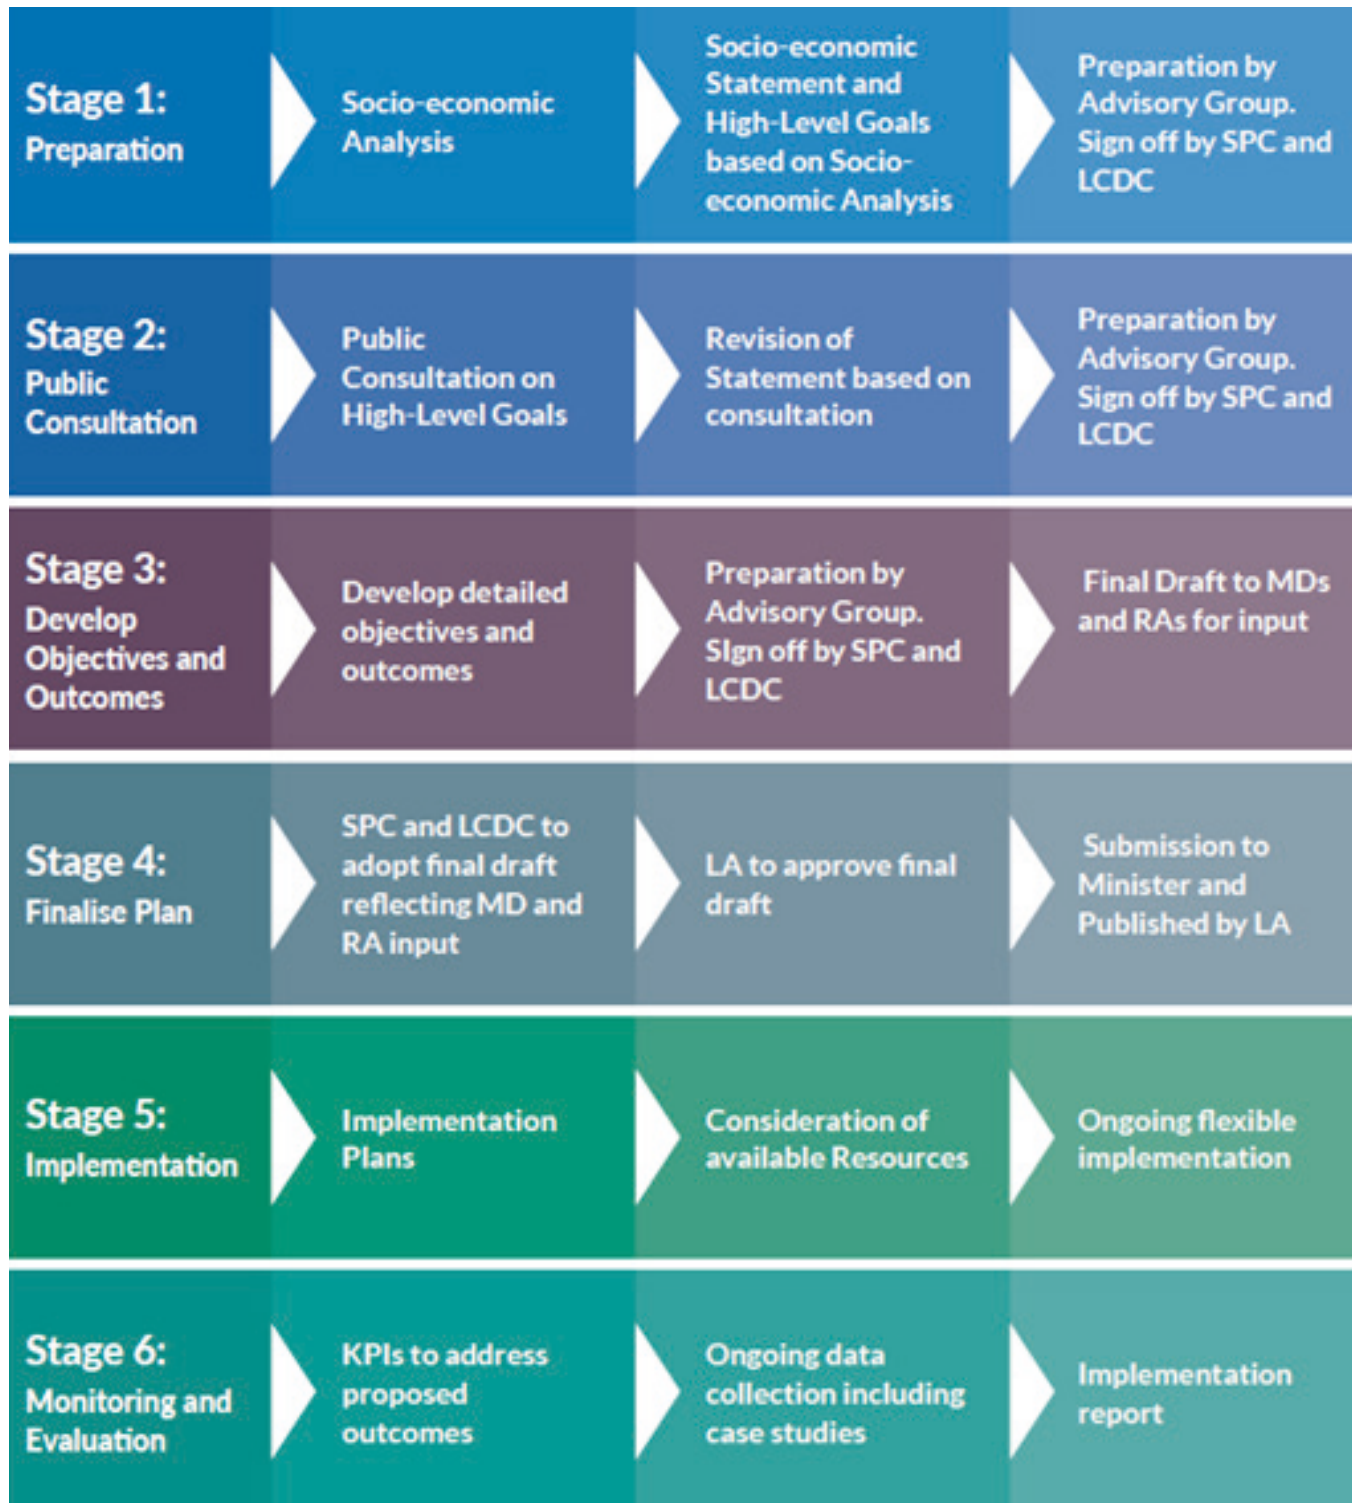 Stage 1:
Preparation
Socio-economic
Analysis
Socio-economic
Statement and
High-Level Goals
based on Socio-
economic Analysis
Preparation by
Advisory Group.
Sign off by SPC and
LCDC
Stage 2:
Public
Consultation
Public
Consultation on
High-Level Goals
Revision of
Statement based on
consultation
Preparation by
Advisory Group.
Sign off by SPC and
LCDC
Stage 3:
Develop
Objectives and
Outcomes
Develop detailed
objectives and
outcomes
Preparation by
Advisory Group.
SIgn off by SPC and
LCDC
Final Draft to MDs
and RAs for input
Stage 4:
Finalise Plan
SPC and LCDC to
adopt final draft
reflecting MD and
RA input
LA to approve final
draft
Submission to
Minister and
Published by LA
Stage 5:
Implementation
Implementation
Plans
Consideration of
available Resources
Ongoing flexible
implementation
Stage 6:
Monitoring and
Evaluation
KPIs to address
proposed
outcomes
Ongoing data
collection including
case studies
Implementation
report